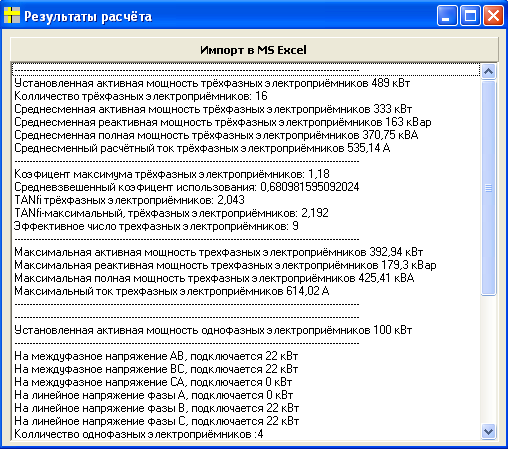 Результаты расчёта
Импорт в MS Excel
Установленная активная мощность трёхфазных электроприёмников 489 кВт
Колличество трёхфазных электроприёмников: 16
Среднесменная активная мощность трёхфазных электроприёмников 333 кВт
Среднесменная реактивная мощность трёхфазных электроприёмников 163 кВар
Среднесменная полная мощность трёхфазных электроприёмников 370,75 кВА
Среднесменный расчётный ток трёхфазных электроприёмников 535,14 А
Коэфицент максимума трёхфазных электроприёмников: 1,18
Средневзвешенный коэфицент использования: 0,680981595092024
TANfi трёхфазных электроприёмников: 2,043
TANfi-максимальный, трёхфазных электроприёмников: 2,192
Эффективное число трехфазных электроприёмников: 9
Максимальная активная мощность трехфазных электроприёмников 392,94 кВт
Максимальная реактивная мощность трехфазных электроприёмников 179,3 кВар
Максимальная полная мощность трехфазных электроприёмников 425,41 кВА
Максимальный ток трехфазных электроприёмников 614,02 А
Установленная активная мощность однофазных электроприёмников 100 кВт
На междуфазное напряжение АВ, подключается 22 кВт
На междуфазное напряжение ВС, подключается 22 кВт
На междуфазное напряжение СА, подключается 0 кВт
На линейное напряжение фазы А, подключается 0 кВт
На линейное напряжение фазы В, подключается 22 кВт
На линейное напряжение фазы С, подключается 22 кВт
Колличество однофазных электроприёмников :4